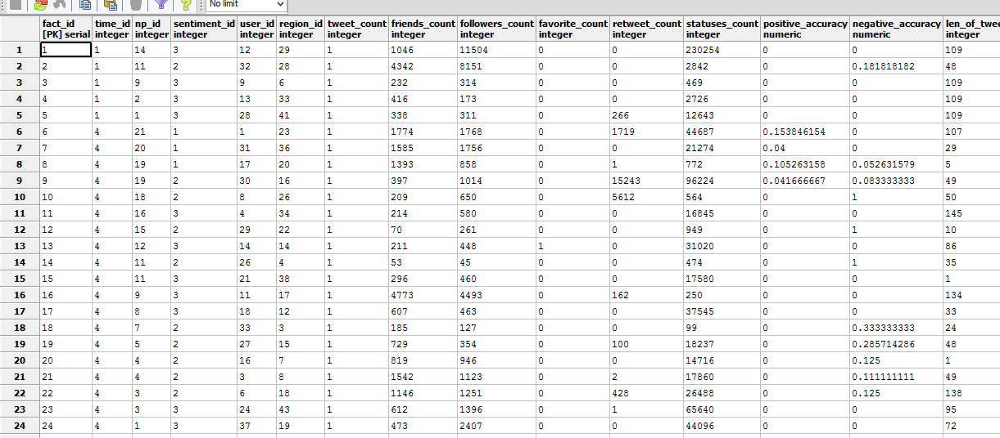 No limit
fact_id time_id np_id sentiment_id user_id region_id tweet_count friends_count followers_count favorite_count retweet_count statuses_count positive_accuracy negative_accuracy len_of_twe
[PK] serial integer integer integer integer integer integer integer integer integer integer integer numeric numeric integer
1 1 1 14 3 12 29 1 1046 11504 0 0 230254 0 0 109
2 2 1 11 2 32 28 1 4342 8151 0 0 2842 0 0.181818182 48
3 3 1 9 3 9 6 1 232 314 0 0 469 0 0 109
4 4 1 2 3 13 33 1 416 173 0 0 2726 0 0 109
5 5 1 1 3 28 41 1 338 311 0 266 12643 0 0 109
6 6 4 21 1 1 23 1 1774 1768 0 1719 44687 0.153846154 0 107
7 7 4 20 1 31 36 1 1585 1756 0 0 21274 0.04 0 29
8 8 4 19 1 17 20 1 1393 858 0 1 772 0.105263158 0.052631579 5
9 9 4 19 2 30 16 1 397 1014 0 15243 96224 0.041666667 0.083333333 49
10 10 4 18 2 8 26 1 209 650 0 5612 564 0 1 50
11 11 4 16 3 4 34 1 214 580 0 0 16845 0 0 145
12 12 4 15 2 29 22 1 70 261 0 0 949 0 1 10
13 13 4 12 3 14 14 1 211 448 1 0 31020 0 0 86
14 14 4 11 2 26 4 1 53 45 0 0 474 0 1 35
15 15 4 11 3 21 38 1 296 460 0 0 17580 0 0 1
16 16 4 9 3 11 17 1 4773 4493 0 162 250 0 0 134
17 17 4 8 3 18 12 1 607 463 0 0 37545 0 0 33
18 18 4 7 2 33 3 1 185 127 0 0 99 0 0.333333333 24
19 19 4 5 2 27 15 1 729 354 0 100 18237 0 0.285714286 48
20 20 4 4 2 16 7 1 819 946 0 0 14716 0 0.125 1
21 21 4 4 2 3 8 1 1542 1123 0 2 17860 0 0.111111111 49
22 22 4 3 2 6 18 1 1146 1251 0 428 26488 0 0.125 138
23 23 4 3 3 24 43 1 612 1396 0 1 65640 0 0 95
24 24 4 1 3 37 19 1 473 2407 0 0 44096 0 0 72